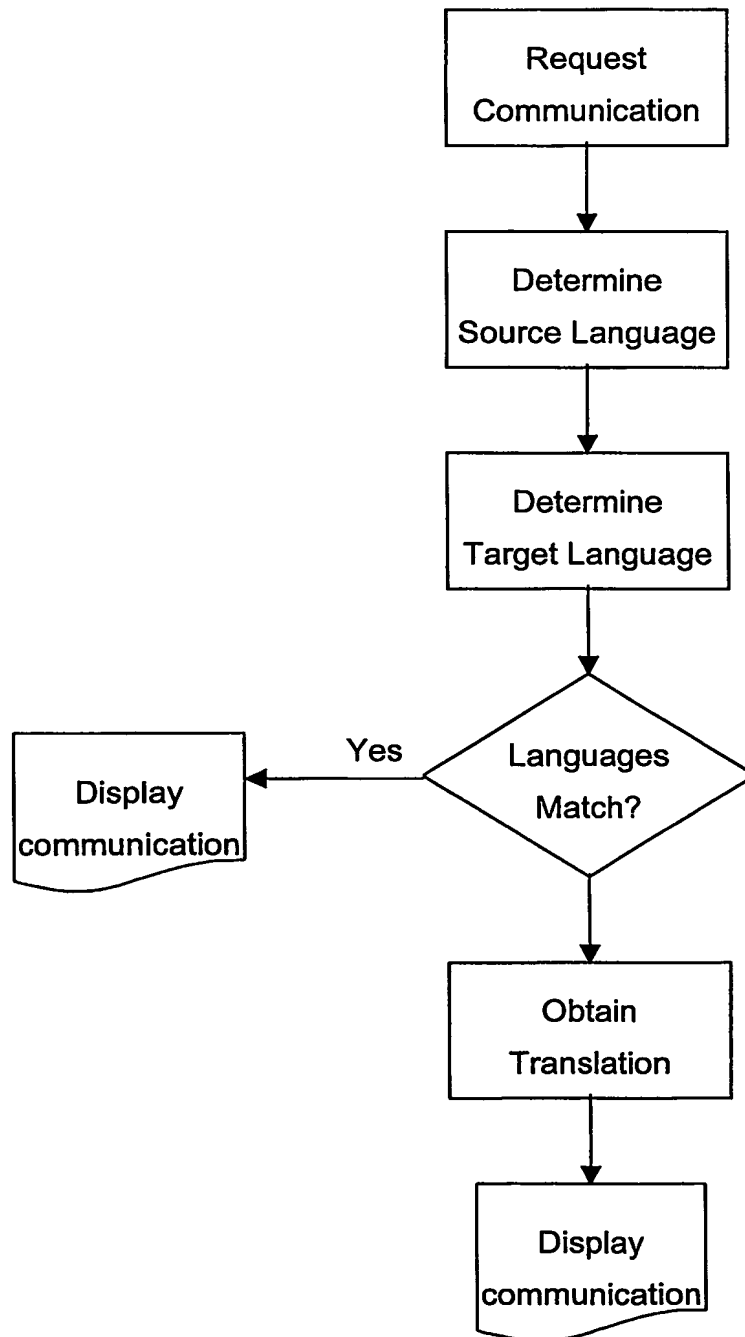 Request
Communication
Determine
Source Language
Determine
Target Language
Languages
Match?
Yes
Display
communication
Obtain
Translation
Display
communication